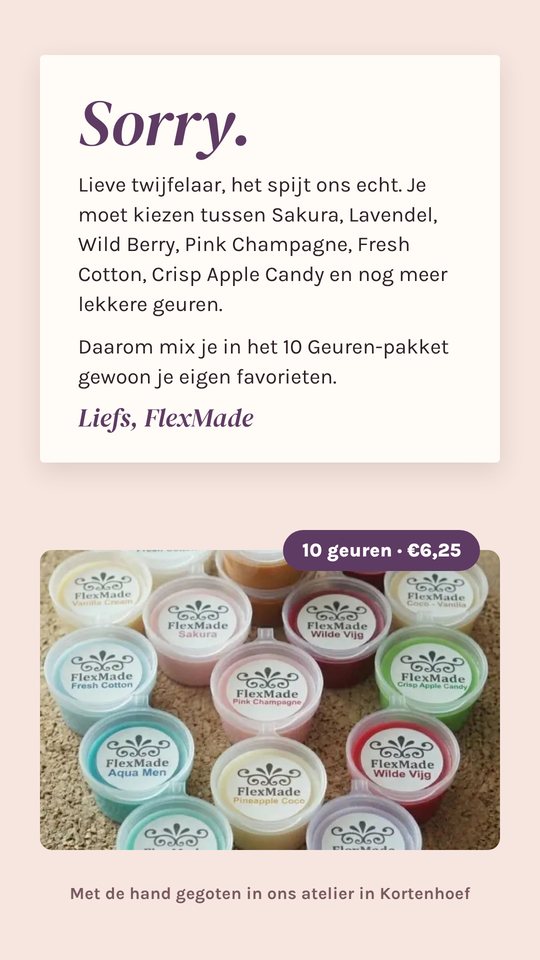 Sorry.
Lieve twijfelaar, het spijt ons echt. Je
moet kiezen tussen Sakura, Lavendel,
Wild Berry, Pink Champagne, Fresh
Cotton, Crisp Apple Candy en nog meer
lekkere geuren.
Daarom mix je in het 10 Geuren-pakket
gewoon je eigen favorieten.
Liefs, FlexMade
10 geuren · €6,25
Fresh Cotton
FlexMade
Vanilla Cream
FlexMade
Sakura
FlexMade
Wilde Vijg
FlexMade
Coco - Vanilla
FlexMade
Fresh Cotton
FlexMade
Pink Champagne
FlexMade
Crisp Apple Candy
FlexMade
Aqua Men
FlexMade
Pineapple Coco
FlexMade
Wilde Vijg
FlexMade
FlexMade
Met de hand gegoten in ons atelier in Kortenhoef